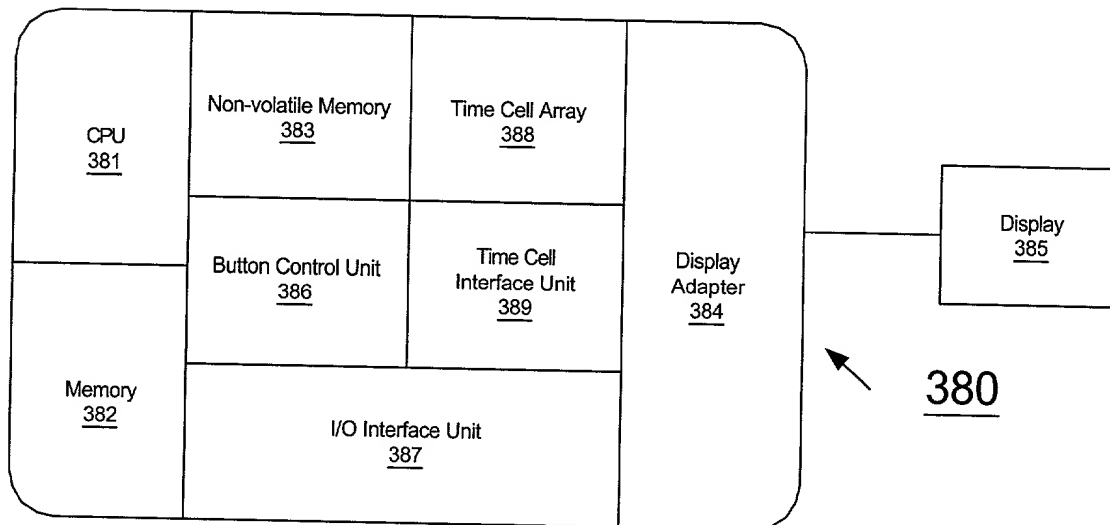 CPU
381
Non-volatile Memory
383
Time Cell Array
388
Button Control Unit
386
Time Cell
Interface Unit
389
Display
Adapter
384
Display
385
Memory
382
I/O Interface Unit
387
380